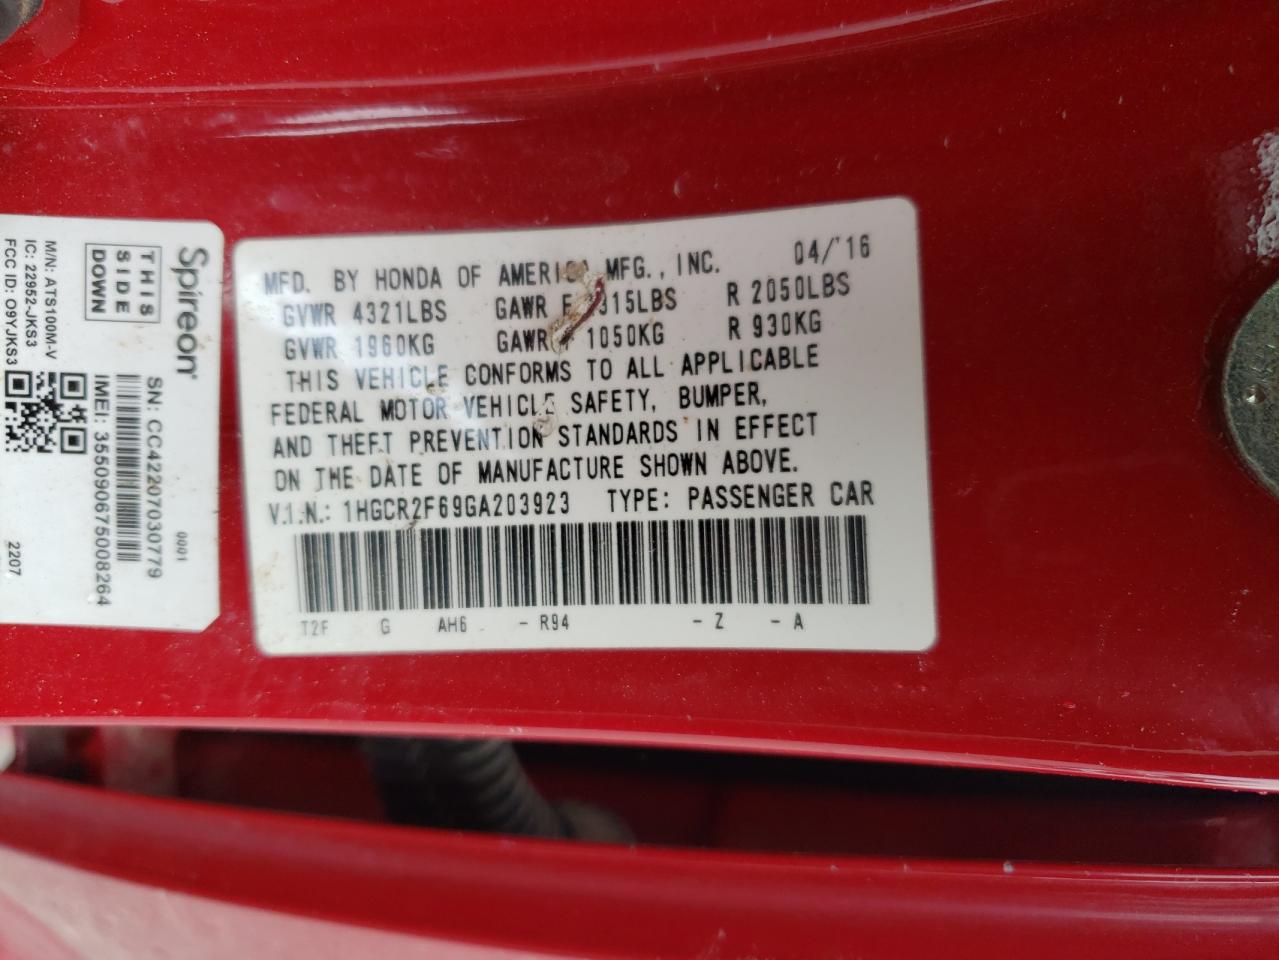 MFD. BY HONDA OF AMERICA MFG., INC. 04/'16
GVWR 4321LBS GAWR F 2315LBS R 2050LBS
GVWR 1960KG GAWR F 1050KG R 930KG
THIS VEHICLE CONFORMS TO ALL APPLICABLE
FEDERAL MOTOR VEHICLE SAFETY, BUMPER,
AND THEFT PREVENTION STANDARDS IN EFFECT
ON THE DATE OF MANUFACTURE SHOWN ABOVE.
V.I.N.: 1HGCR2F69GA203923 TYPE: PASSENGER CAR
T2F G AH6 - R94 - Z - A
Spireon
THIS
SIDE
DOWN
M/N: ATS100M-V
IC: 22952-JKS3
FCC ID: O9YJKS3
0001
SN: CC42207030779
IMEI: 355090675008264
2207